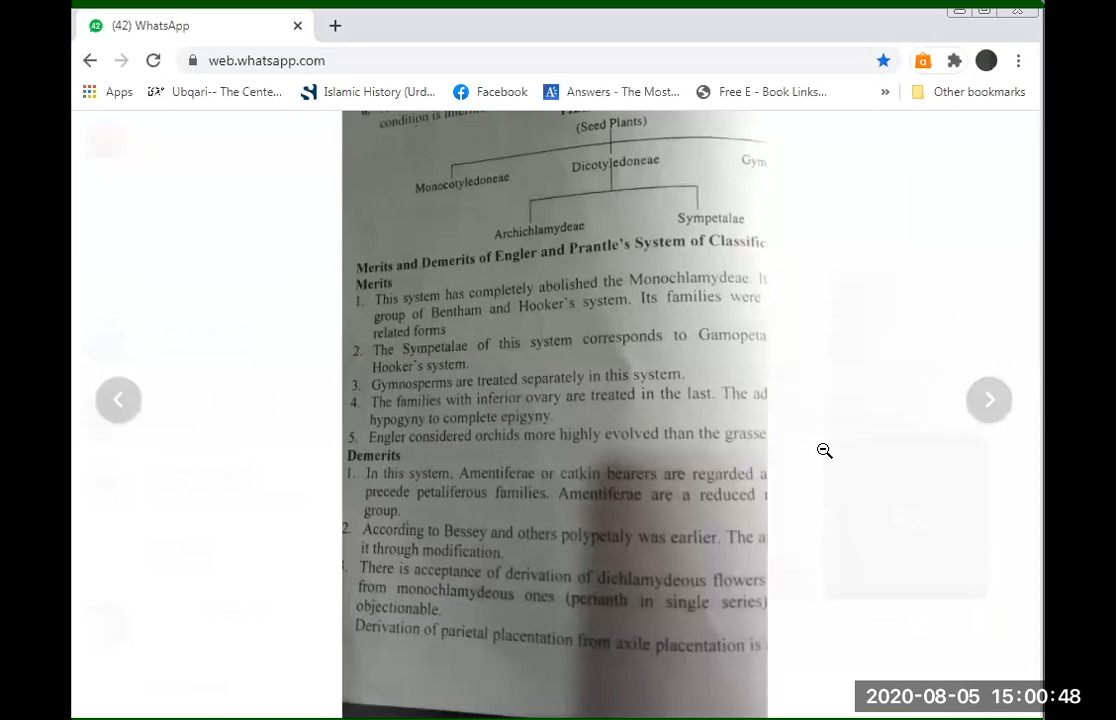 42
(42) WhatsApp
web.whatsapp.com
a
Apps
Ubqari-- The Cente...
Islamic History (Urd...
Facebook
Answers - The Most...
Free E - Book Links...
»
Other bookmarks
condition is
(Seed Plants)
Monocotyledoneae
Dicotyledoneae
Gym
Archichlamydeae
Sympetalae
Merits and Demerits of Engler and Prantle's System of Classific
Merits
1. This system has completely abolished the Monochlamydeae. It
group of Bentham and Hooker's system. Its families were
related forms
2. The Sympetalae of this system corresponds to Gamopeta
Hooker's system.
3. Gymnosperms are treated separately in this system.
4. The families with inferior ovary are treated in the last. The ad
hypogyny to complete epigyny.
5. Engler considered orchids more highly evolved than the grasse
Demerits
1. In this system, Amentiferae or catkin bearers are regarded a
precede petaliferous families. Amentiferae are a reduced
group.
2. According to Bessey and others polypetaly was earlier. The a
it through modification.
There is acceptance of derivation of dichlamydeous flowers
from monochlamydeous ones (perianth in single series)
objectionable.
Derivation of parietal placentation from axile placentation is
2020-08-05 15:00:48